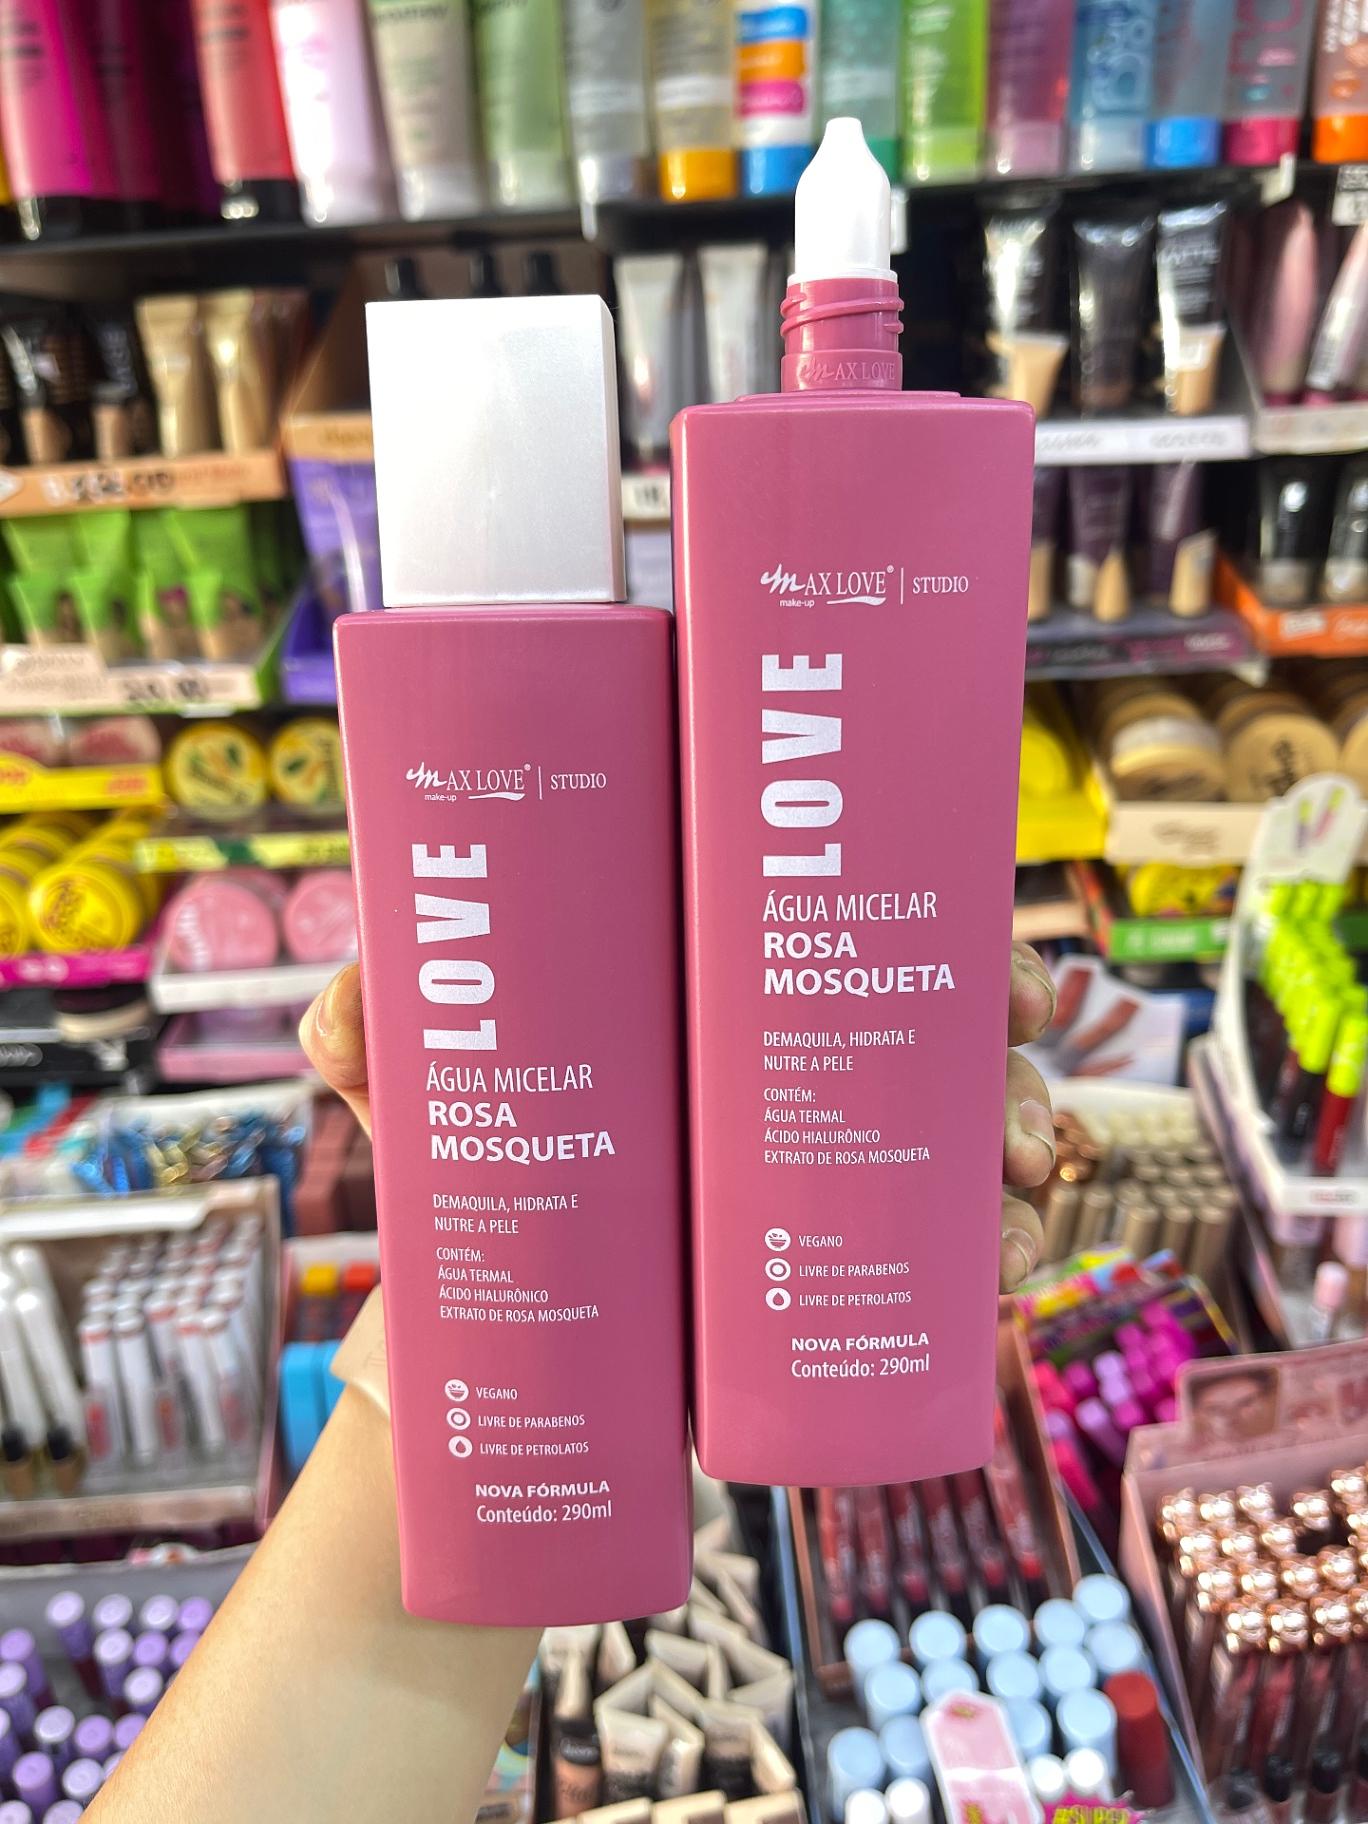 MAX LOVE
MAX LOVE® | STUDIO
make-up
LOVE
ÁGUA MICELAR
ROSA
MOSQUETA
DEMAQUILA, HIDRATA E
NUTRE A PELE
CONTÉM:
ÁGUA TERMAL
ÁCIDO HIALURÔNICO
EXTRATO DE ROSA MOSQUETA
VEGANO
LIVRE DE PARABENOS
LIVRE DE PETROLATOS
NOVA FÓRMULA
Conteúdo: 290ml
MAX LOVE® | STUDIO
make-up
LOVE
ÁGUA MICELAR
ROSA
MOSQUETA
DEMAQUILA, HIDRATA E
NUTRE A PELE
CONTÉM:
ÁGUA TERMAL
ÁCIDO HIALURÔNICO
EXTRATO DE ROSA MOSQUETA
VEGANO
LIVRE DE PARABENOS
LIVRE DE PETROLATOS
NOVA FÓRMULA
Conteúdo: 290ml